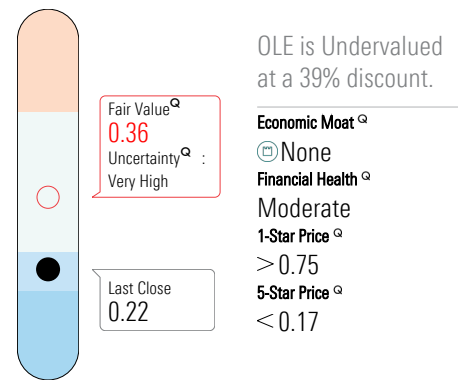 Fair Value Q
0.36
Uncertainty Q :
Very High
Last Close
0.22
OLE is Undervalued
at a 39% discount.
Economic Moat Q
None
Financial Health Q
Moderate
1-Star Price Q
>0.75
5-Star Price Q
<0.17